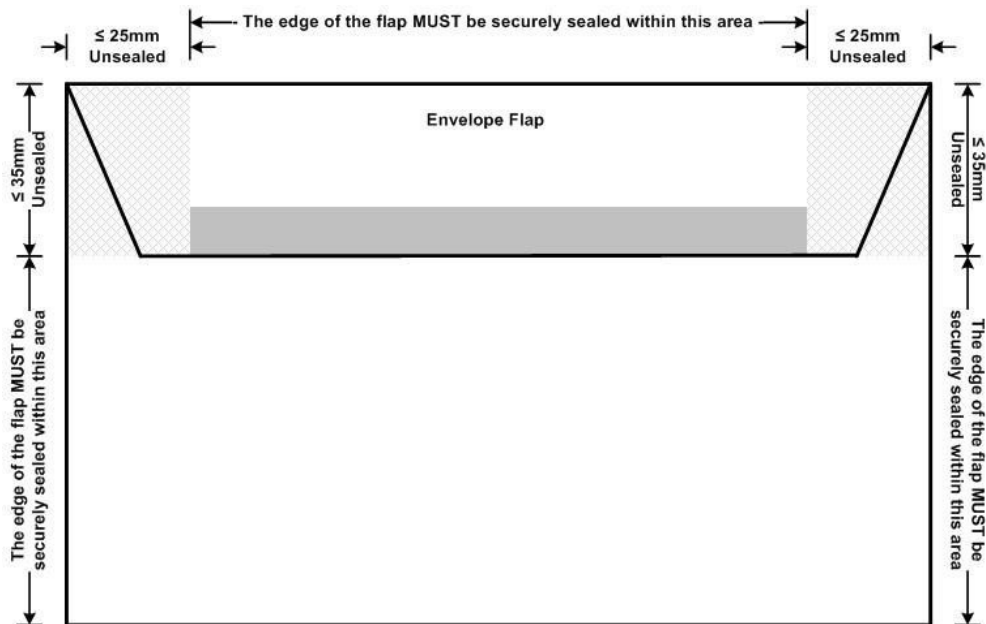 The edge of the flap MUST be securely sealed within this area
≤ 25mm
Unsealed
≤ 25mm
Unsealed
Envelope Flap
≤ 35mm
Unsealed
≤ 35mm
Unsealed
The edge of the flap MUST be
securely sealed within this area
The edge of the flap MUST be
securely sealed within this area